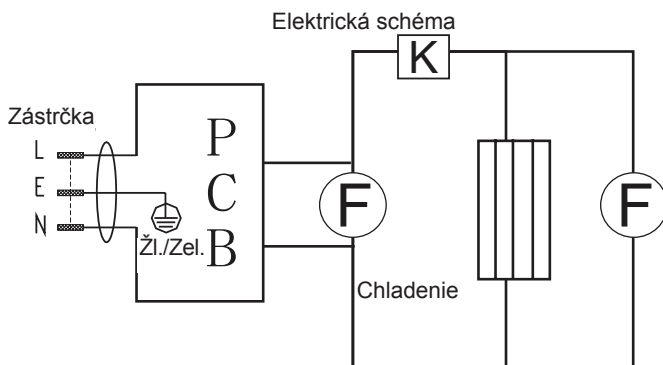 Elektrická schéma
K
Zástrčka
L
E
N
Žl./Zel.
P
C
B
F
F
Chladenie